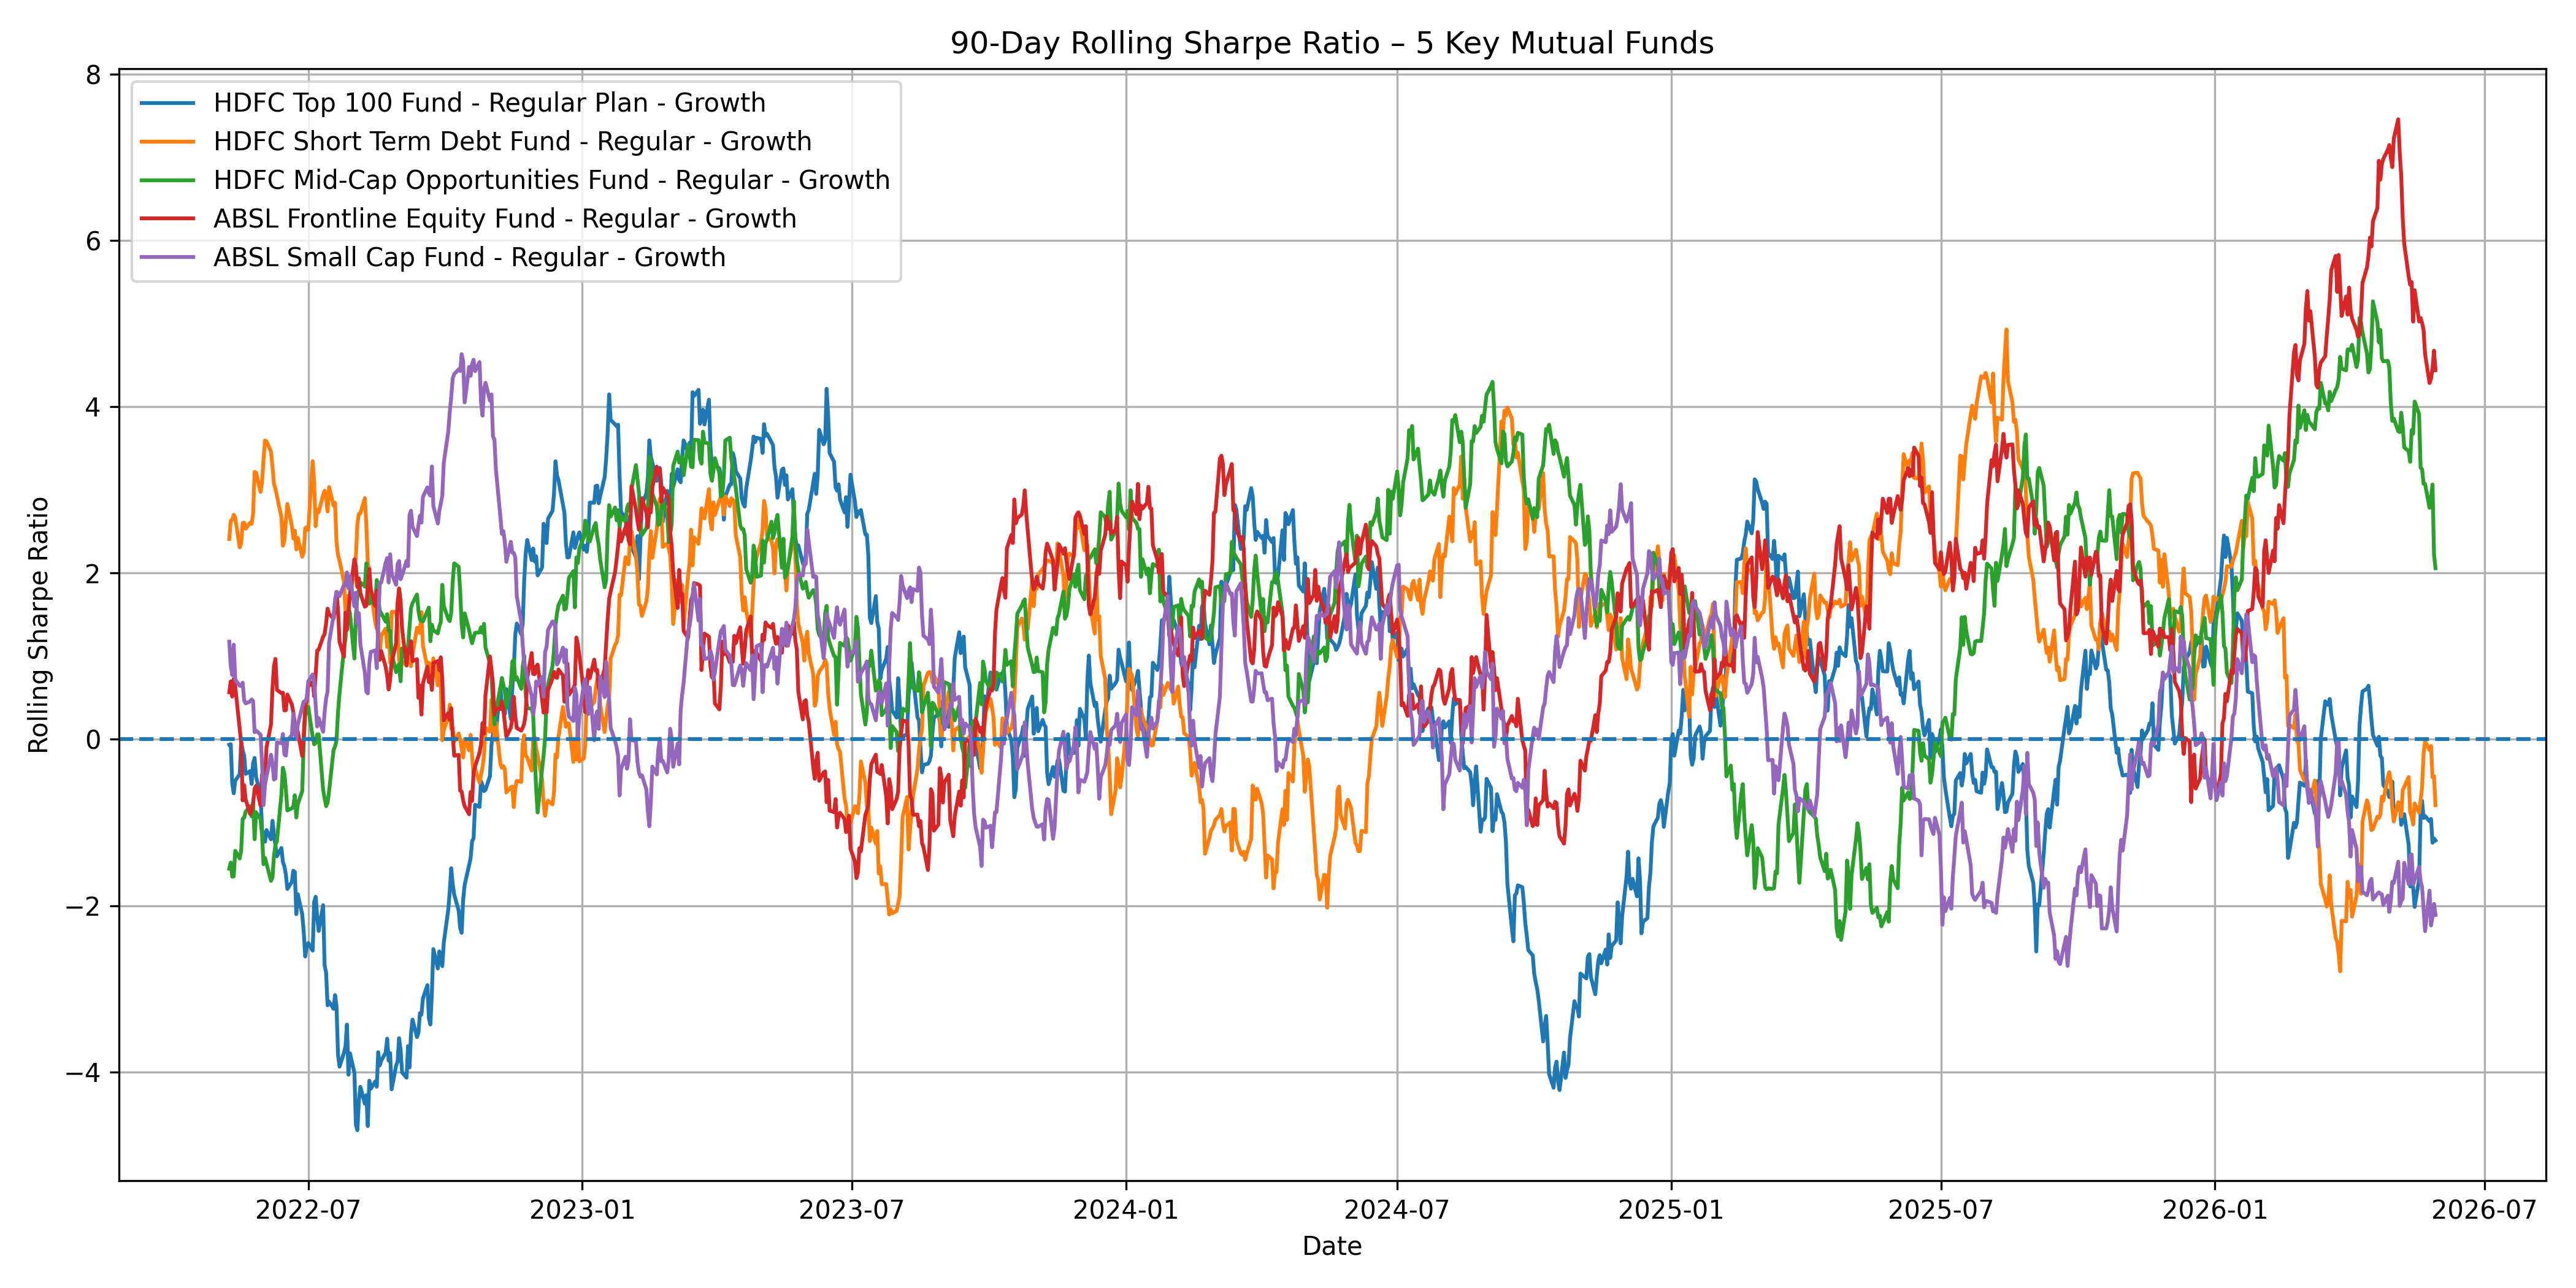 90-Day Rolling Sharpe Ratio – 5 Key Mutual Funds
HDFC Top 100 Fund - Regular Plan - Growth
HDFC Short Term Debt Fund - Regular - Growth
HDFC Mid-Cap Opportunities Fund - Regular - Growth
ABSL Frontline Equity Fund - Regular - Growth
ABSL Small Cap Fund - Regular - Growth
Rolling Sharpe Ratio
8
6
4
2
0
−2
−4
2022-07 2023-01 2023-07 2024-01 2024-07 2025-01 2025-07 2026-01 2026-07
Date